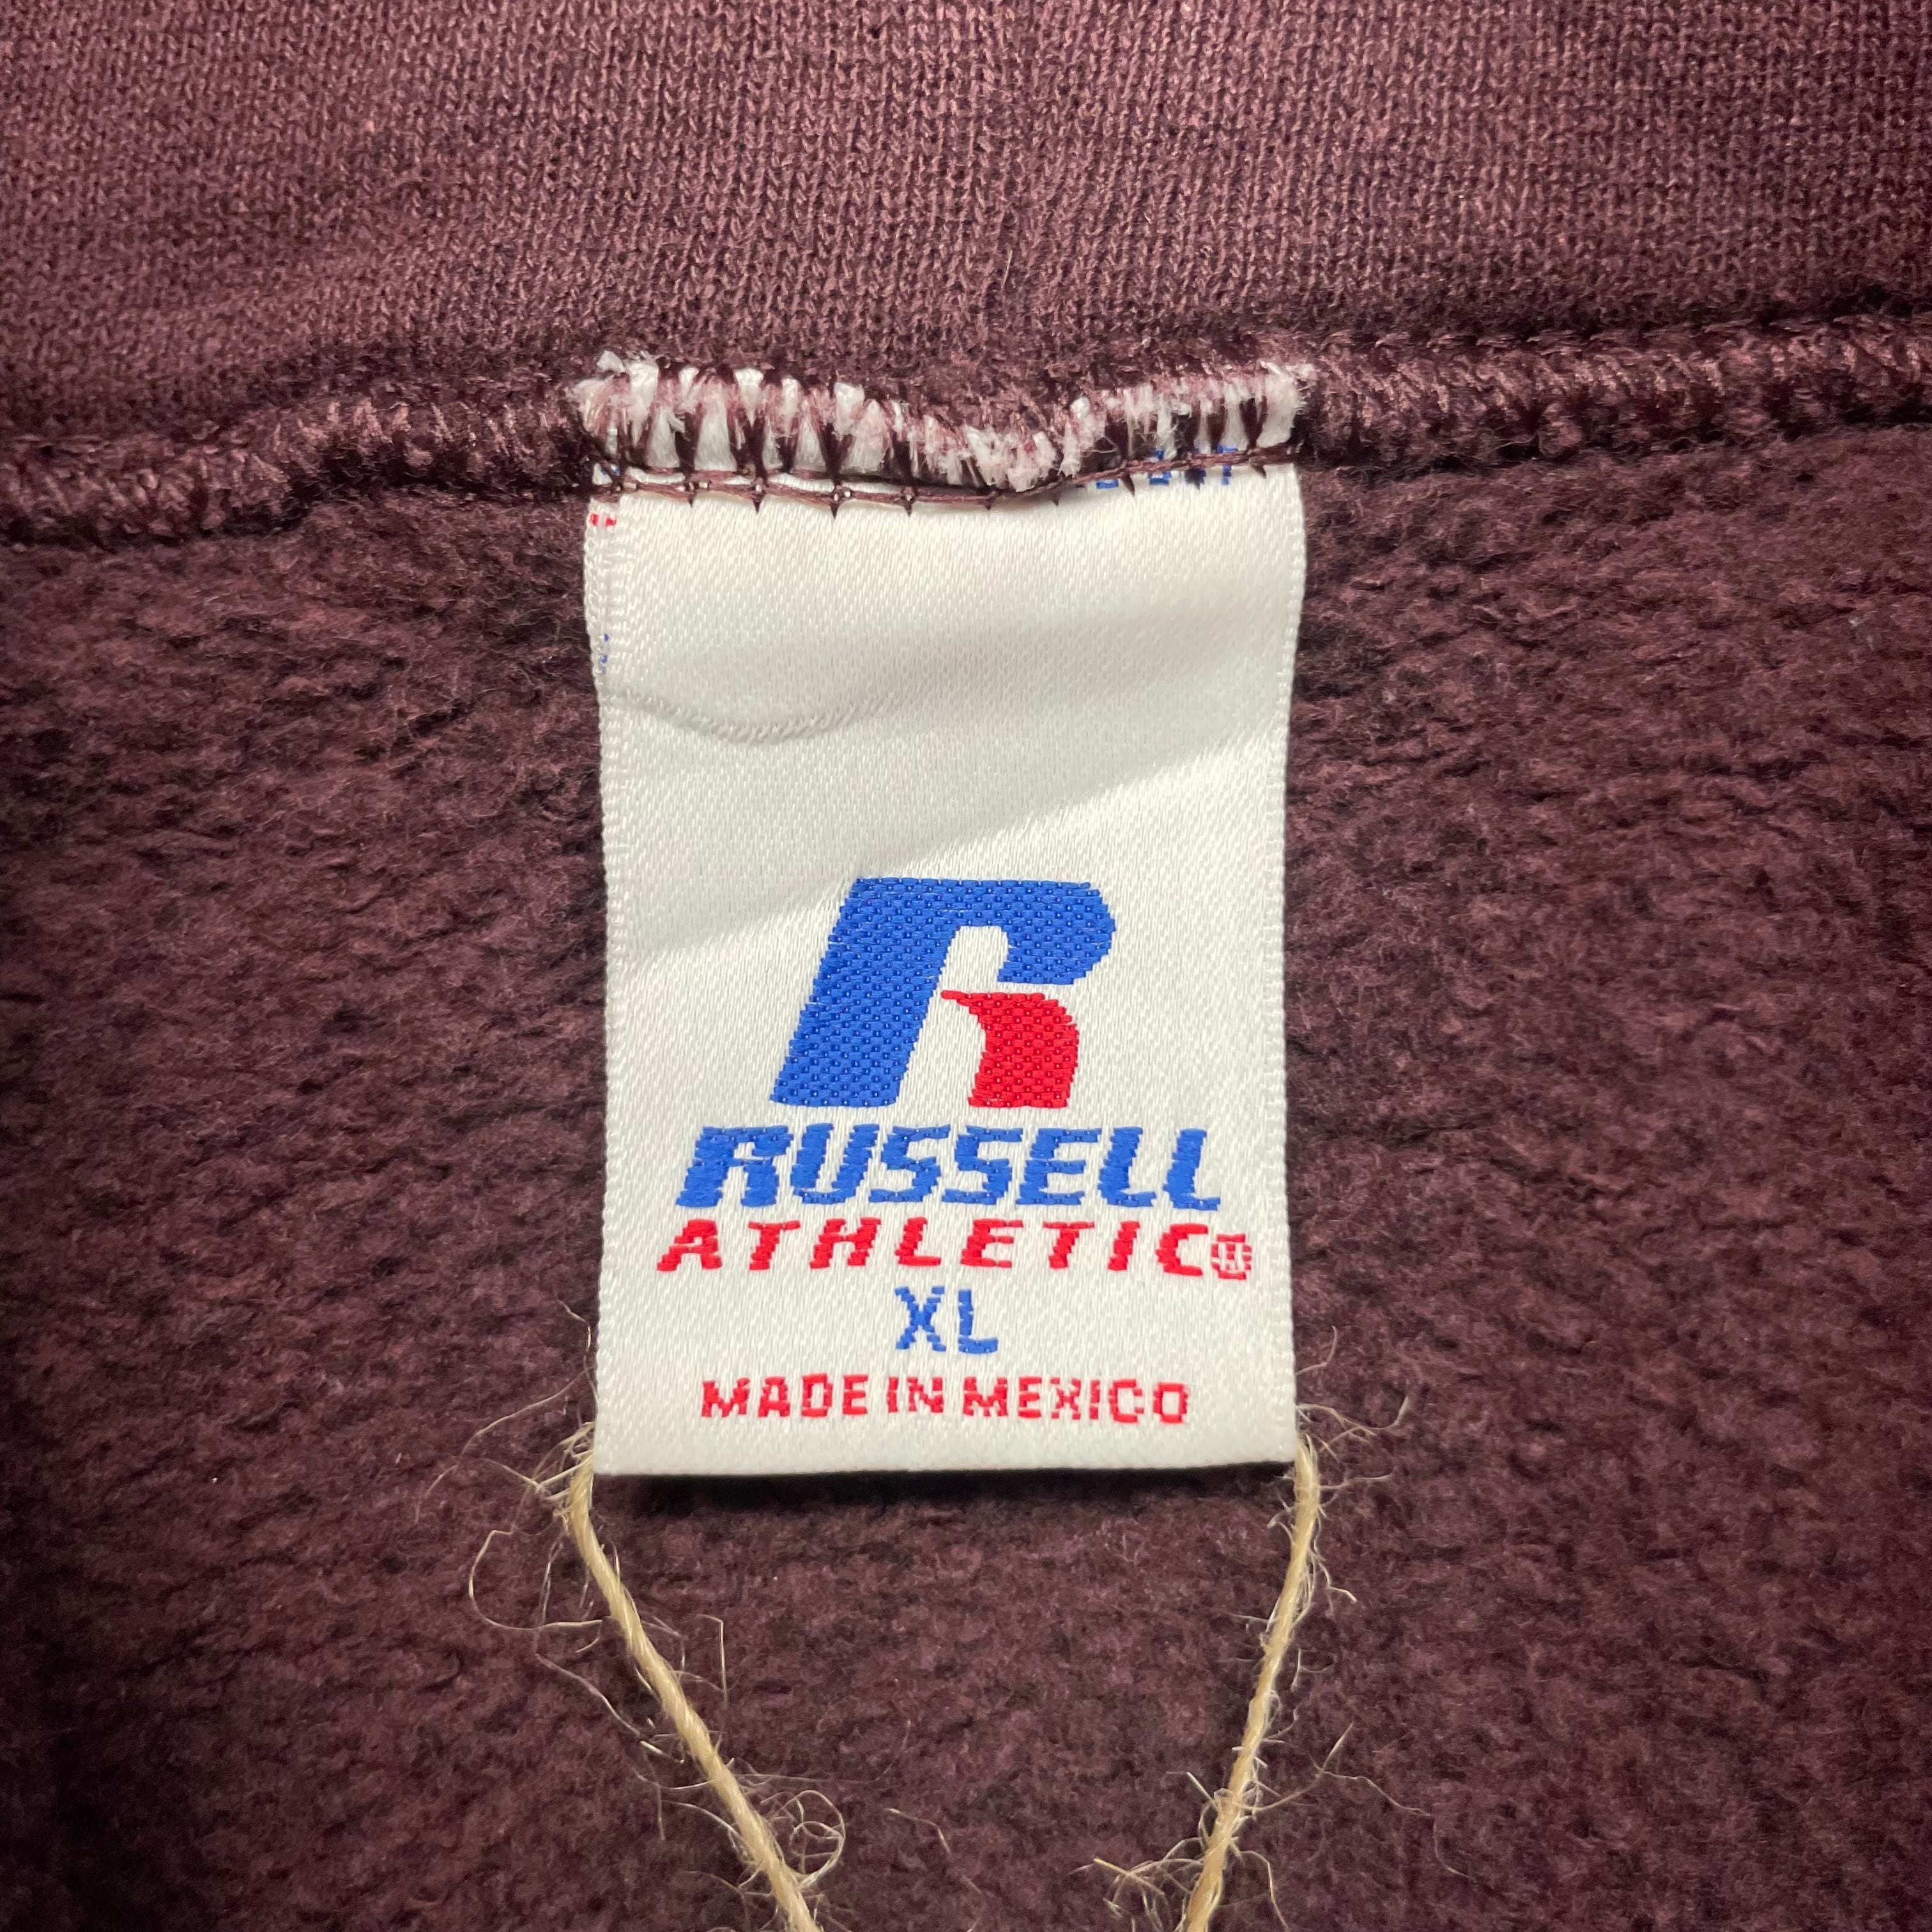 R
RUSSELL
ATHLETIC®
XL
MADE IN MEXICO